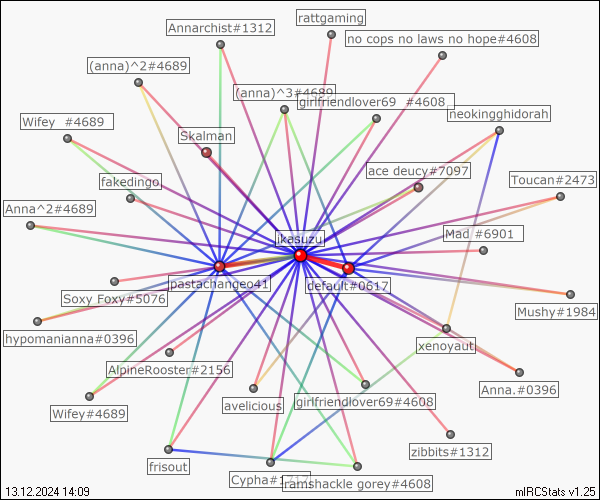 rattgaming
Annarchist#1312
no cops no laws no hope#4608
(anna)^2#4689
(anna)^3#4689
girlfriendlover69 #4608
neokingghidorah
Wifey #4689
Skalman
ace deucy#7097
fakedingo
Toucan#2473
Anna^2#4689
Mad #6901
ikasuzu
pastachangeo41
default#0617
Soxy Foxy#5076
Mushy#1984
hypomanianna#0396
xenoyaut
AlpineRooster#2156
Anna.#0396
Wifey#4689
avelicious
girlfriendlover69#4608
zibbits#1312
frisout
ramshackle gorey#4608
13.12.2024 14:09
mIRCStats v1.25